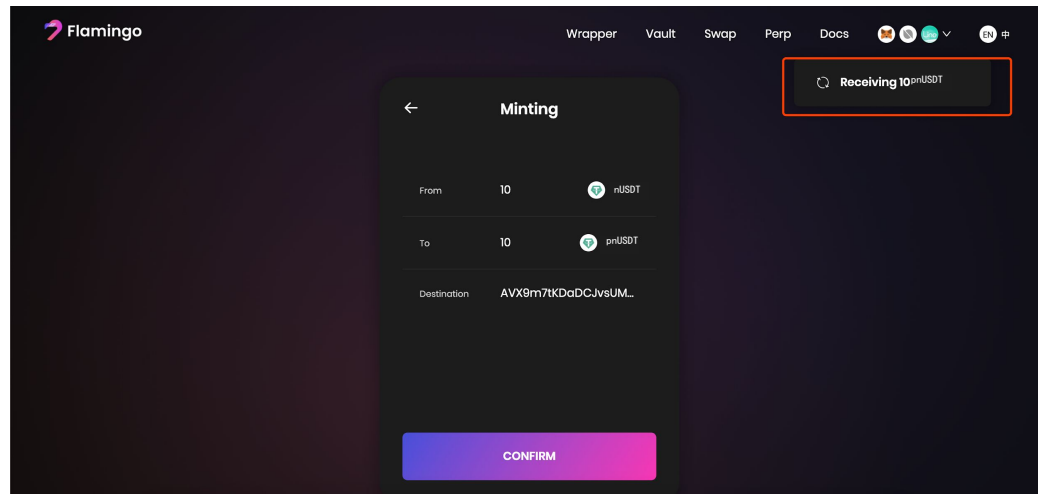 Flamingo
Wrapper Vault Swap Perp Docs EN 中
Receiving 10 pnUSDT
Minting
From 10 nUSDT
To 10 pnUSDT
Destination AVX9m7tKDaDCJvsUM...
CONFIRM